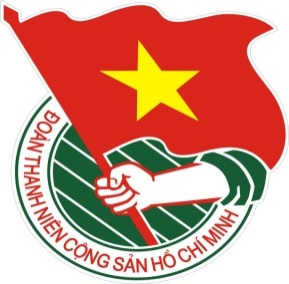 ĐOÀN THANH NIÊN CỘNG SẢN HỒ CHÍ MINH